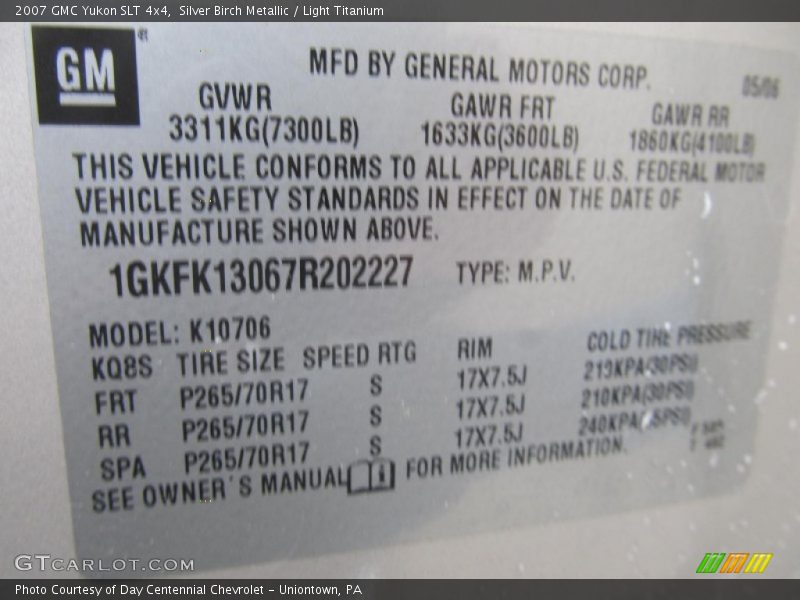 2007 GMC Yukon SLT 4x4, Silver Birch Metallic / Light Titanium
GM ®
MFD BY GENERAL MOTORS CORP.
05/06
GVWR GAWR FRT GAWR RR
3311KG(7300LB) 1633KG(3600LB) 1860KG(4100LB)
THIS VEHICLE CONFORMS TO ALL APPLICABLE U.S. FEDERAL MOTOR
VEHICLE SAFETY STANDARDS IN EFFECT ON THE DATE OF
MANUFACTURE SHOWN ABOVE.
1GKFK13067R202227 TYPE: M.P.V.
MODEL: K10706
KQ8S TIRE SIZE SPEED RTG RIM COLD TIRE PRESSURE
FRT P265/70R17 S 17X7.5J 210KPA(30PSI)
RR P265/70R17 S 17X7.5J 210KPA(30PSI)
SPA P265/70R17 S 17X7.5J 240KPA(35PSI)
SEE OWNER'S MANUAL FOR MORE INFORMATION.
GTCARLOT.COM
Photo Courtesy of Day Centennial Chevrolet – Uniontown, PA